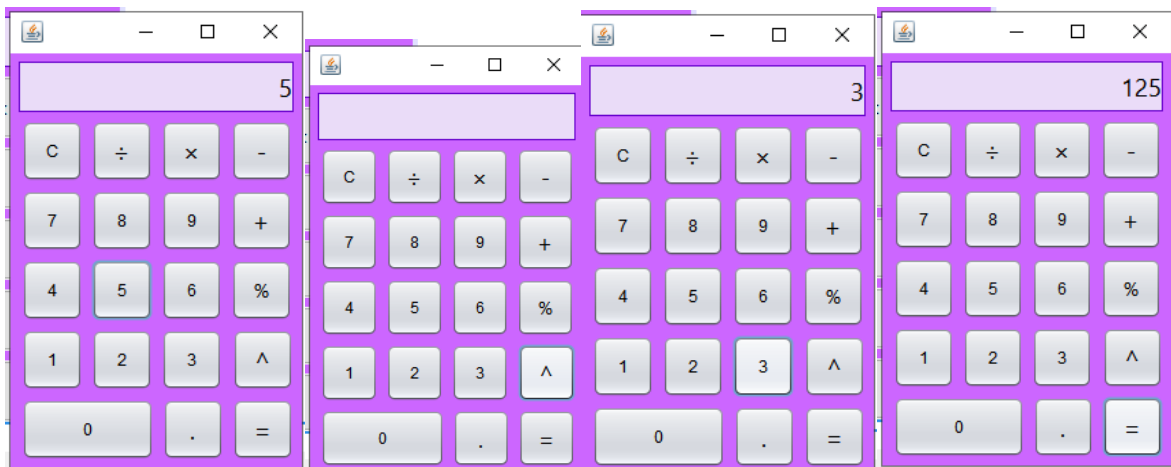 5
C ÷ × -
7 8 9 +
4 5 6 %
1 2 3 ^
0 . =
C ÷ × -
7 8 9 +
4 5 6 %
1 2 3 ^
0 . =
3
C ÷ × -
7 8 9 +
4 5 6 %
1 2 3 ^
0 . =
125
C ÷ × -
7 8 9 +
4 5 6 %
1 2 3 ^
0 . =